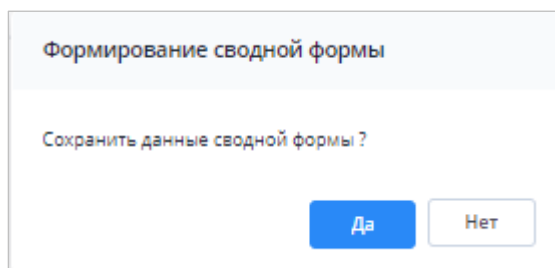 Формирование сводной формы
Сохранить данные сводной формы ?
Да
Нет